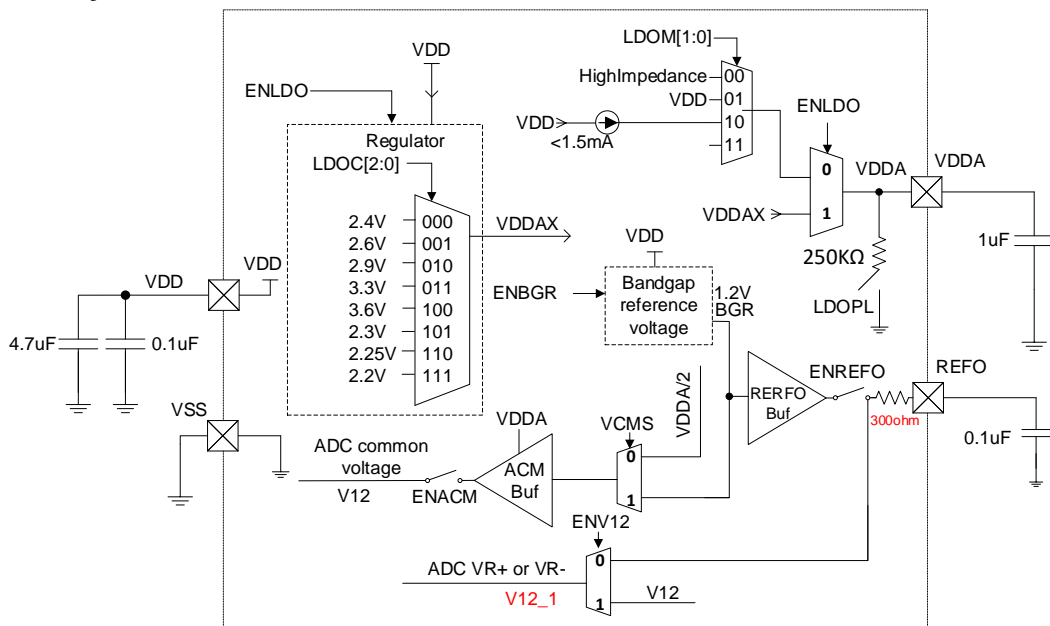 LDOM[1:0]
VDD
HighImpedance
00
ENLDO
VDD
01
ENLDO
VDD
10
<1.5mA
11
Regulator
LDOC[2:0]
0
VDDA
VDDA
VDDAX
1
2.4V
000
VDDAX
2.6V
001
2.9V
010
3.3V
011
3.6V
100
2.3V
101
2.25V
110
2.2V
111
VDD
250KΩ
1uF
LDOPL
VDD
VDD
ENBGR
Bandgap
reference
voltage
1.2V
BGR
4.7uF
0.1uF
VSS
ENREFO
REFO
RERFO
Buf
300ohm
0.1uF
VDDA/2
VCMS
0
1
VDDA
ADC common
voltage
V12
ENACM
ACM
Buf
ENV12
0
ADC VR+ or VR-
V12_1
1
V12